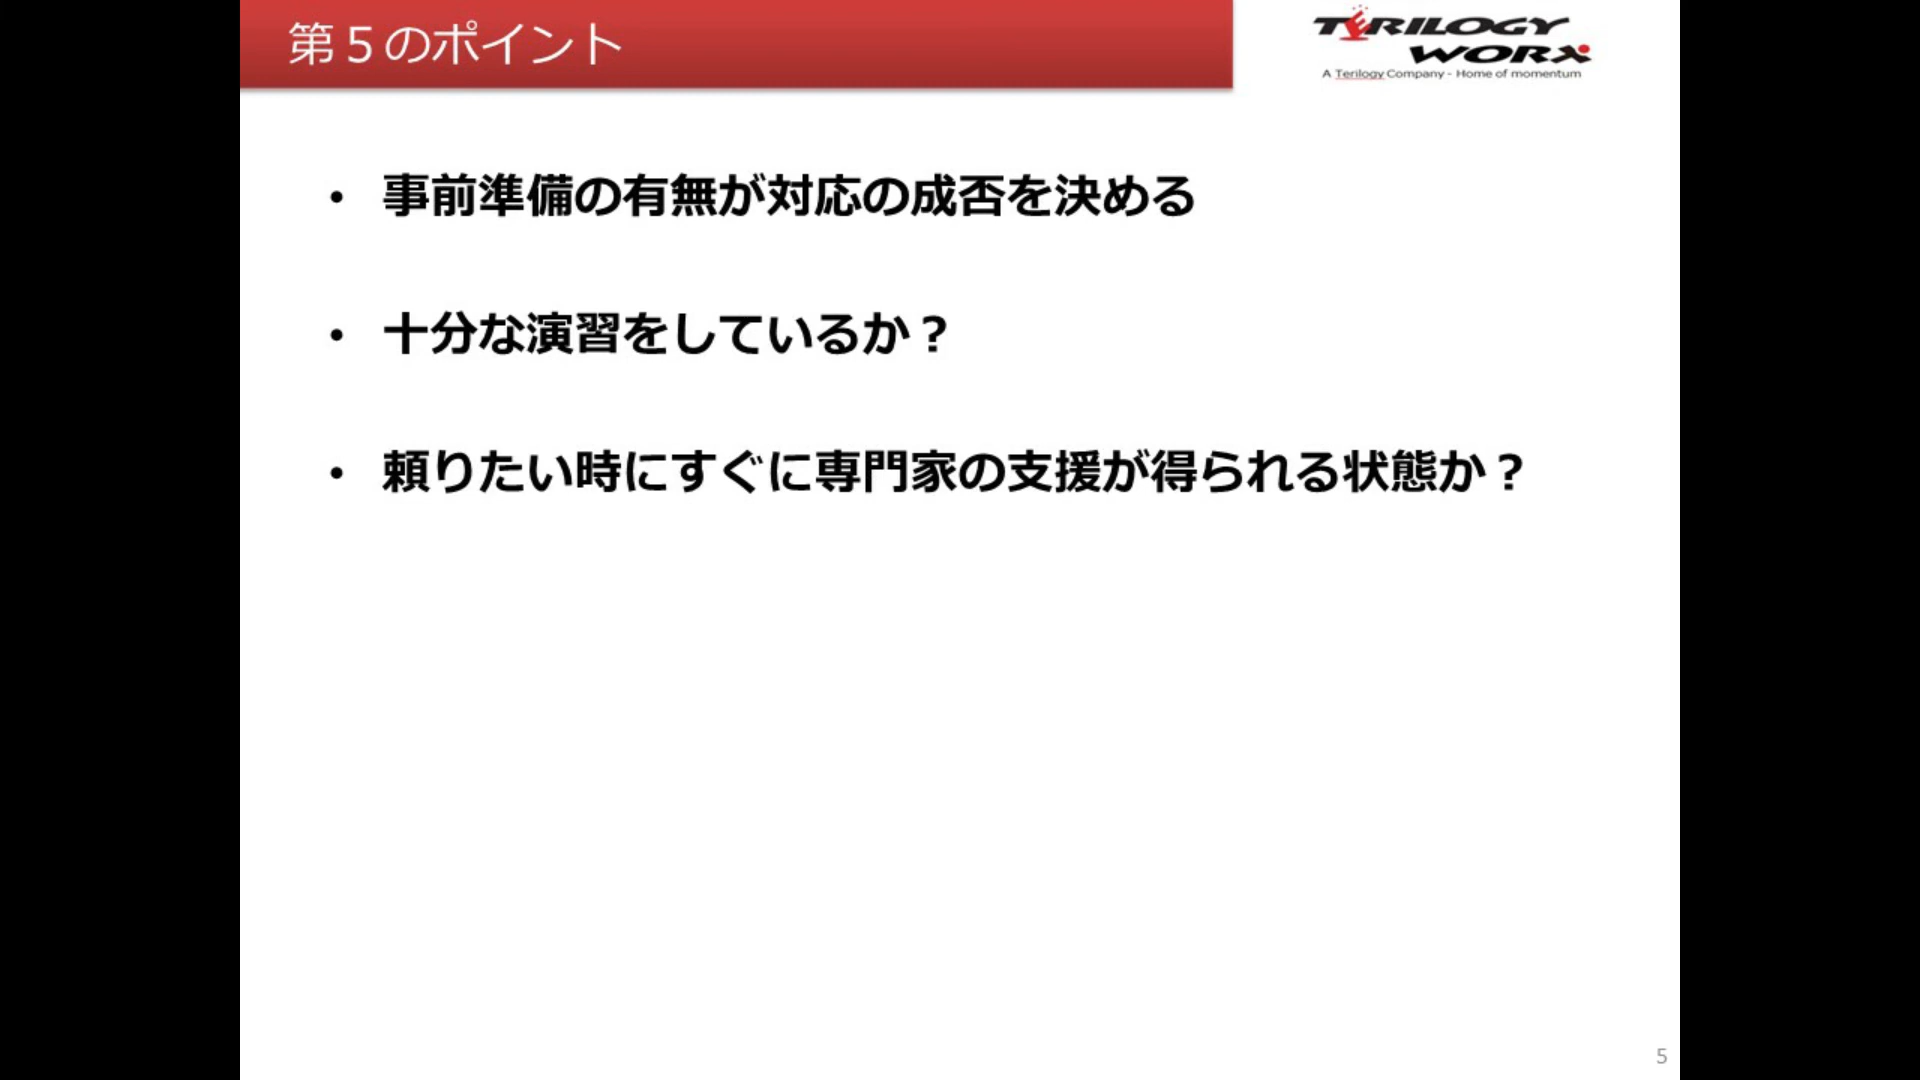 第５のポイント
TERILOGY
WORX
A Terilogy Company - Home of momentum
• 事前準備の有無が対応の成否を決める
• 十分な演習をしているか？
• 頼りたい時にすぐに専門家の支援が得られる状態か？
5